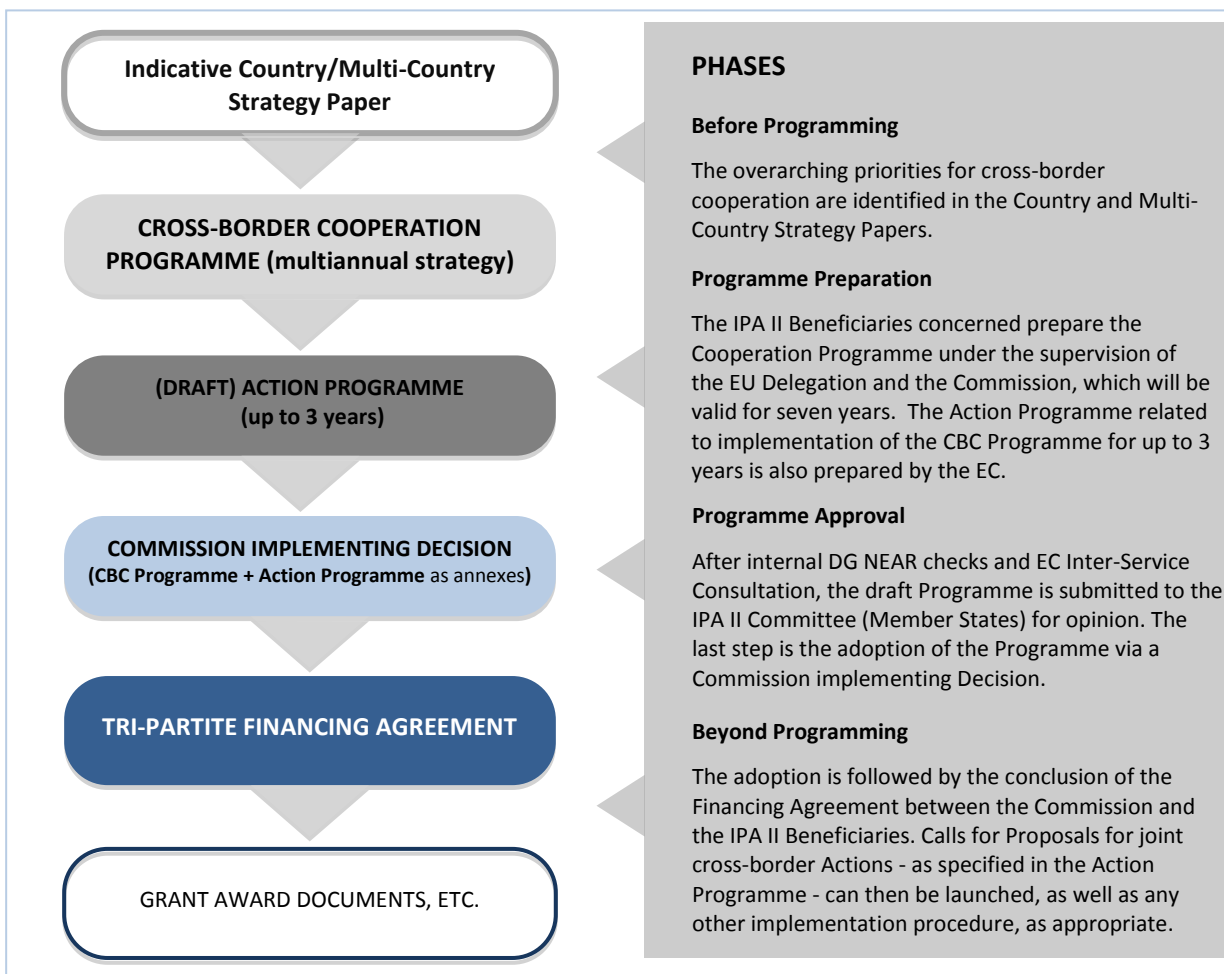 Indicative Country/Multi-Country
Strategy Paper
CROSS-BORDER COOPERATION
PROGRAMME (multiannual strategy)
(DRAFT) ACTION PROGRAMME
(up to 3 years)
COMMISSION IMPLEMENTING DECISION
(CBC Programme + Action Programme as annexes)
TRI-PARTITE FINANCING AGREEMENT
GRANT AWARD DOCUMENTS, ETC.
PHASES
Before Programming
The overarching priorities for cross-border
cooperation are identified in the Country and Multi-
Country Strategy Papers.
Programme Preparation
The IPA II Beneficiaries concerned prepare the
Cooperation Programme under the supervision of
the EU Delegation and the Commission, which will be
valid for seven years.  The Action Programme related
to implementation of the CBC Programme for up to 3
years is also prepared by the EC.
Programme Approval
After internal DG NEAR checks and EC Inter-Service
Consultation, the draft Programme is submitted to the
IPA II Committee (Member States) for opinion. The
last step is the adoption of the Programme via a
Commission implementing Decision.
Beyond Programming
The adoption is followed by the conclusion of the
Financing Agreement between the Commission and
the IPA II Beneficiaries. Calls for Proposals for joint
cross-border Actions - as specified in the Action
Programme - can then be launched, as well as any
other implementation procedure, as appropriate.